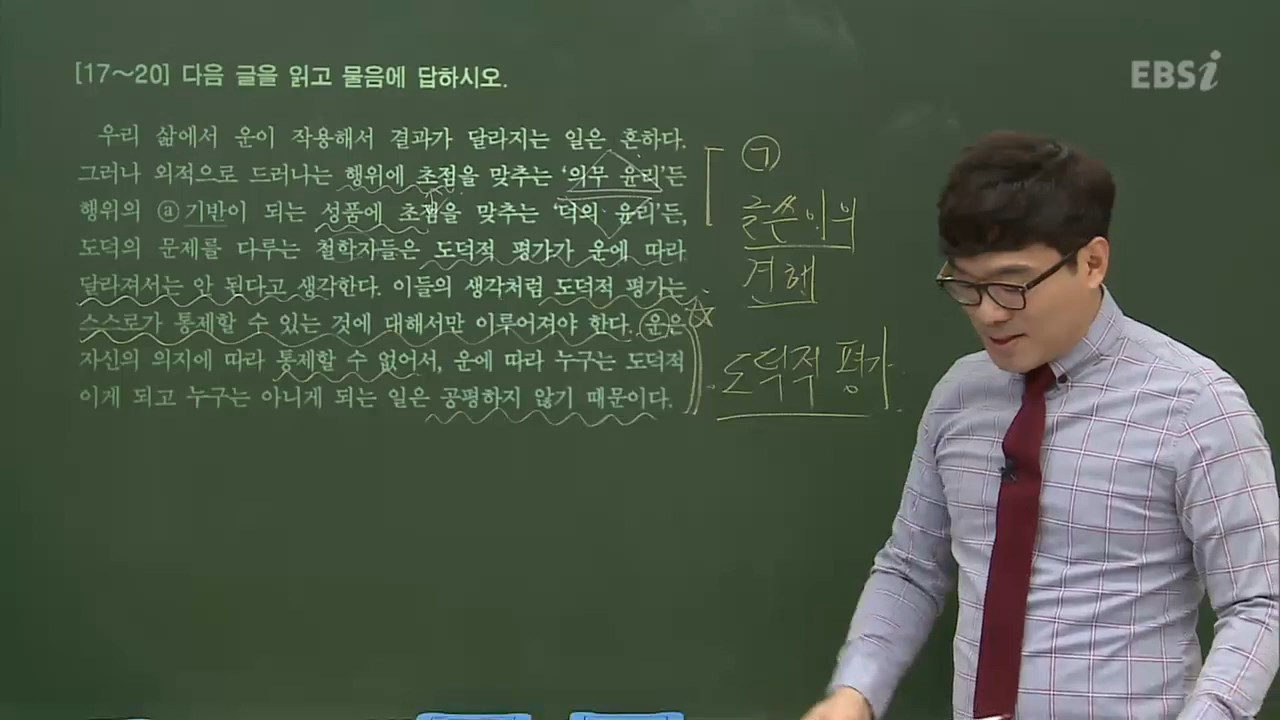 [17~20] 다음 글을 읽고 물음에 답하시오.
EBSi
우리 삶에서 운이 작용해서 결과가 달라지는 일은 흔하다.
그러나 외적으로 드러나는 행위에 초점을 맞추는 '의무 윤리'든
행위의 ⓐ기반이 되는 성품에 초점을 맞추는 '덕의 윤리'든,
도덕의 문제를 다루는 철학자들은 도덕적 평가가 운에 따라
달라져서는 안 된다고 생각한다. 이들의 생각처럼 도덕적 평가는
스스로가 통제할 수 있는 것에 대해서만 이루어져야 한다. 운은
자신의 의지에 따라 통제할 수 없어서, 운에 따라 누구는 도덕적
이게 되고 누구는 아니게 되는 일은 공평하지 않기 때문이다.
㉠
글쓴이의
견해
도덕적 평가